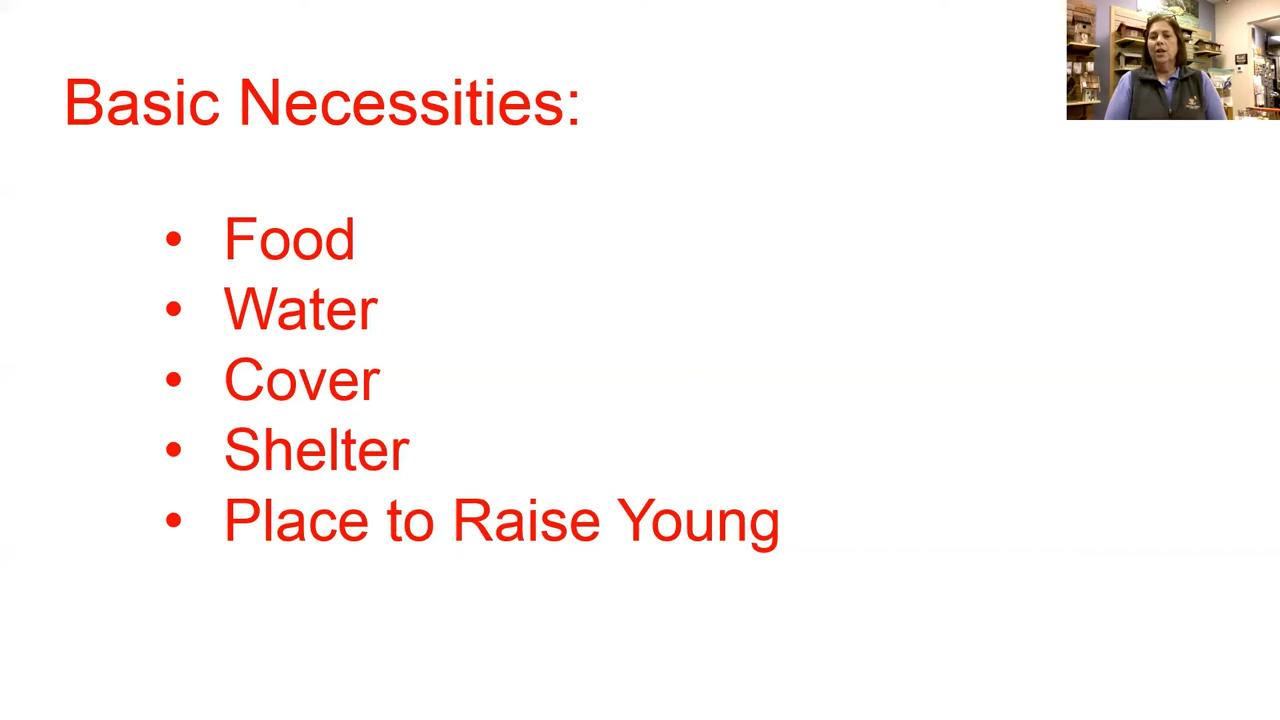 Basic Necessities:
• Food
• Water
• Cover
• Shelter
• Place to Raise Young